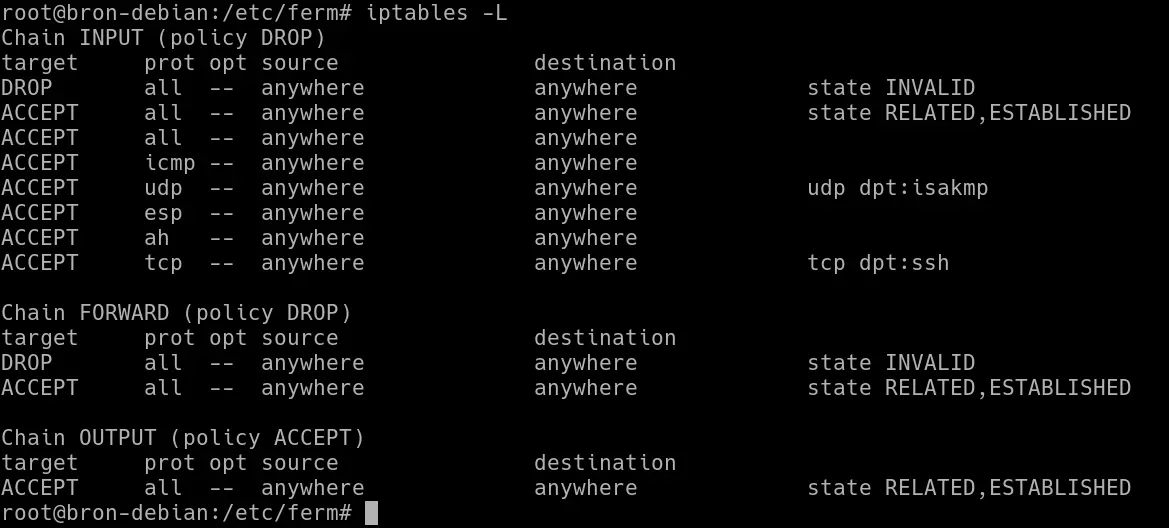 root@bron-debian:/etc/ferm# iptables -L
Chain INPUT (policy DROP)
target     prot opt source               destination
DROP       all  --  anywhere             anywhere             state INVALID
ACCEPT     all  --  anywhere             anywhere             state RELATED,ESTABLISHED
ACCEPT     all  --  anywhere             anywhere
ACCEPT     icmp --  anywhere             anywhere
ACCEPT     udp  --  anywhere             anywhere             udp dpt:isakmp
ACCEPT     esp  --  anywhere             anywhere
ACCEPT     ah   --  anywhere             anywhere
ACCEPT     tcp  --  anywhere             anywhere             tcp dpt:ssh

Chain FORWARD (policy DROP)
target     prot opt source               destination
DROP       all  --  anywhere             anywhere             state INVALID
ACCEPT     all  --  anywhere             anywhere             state RELATED,ESTABLISHED

Chain OUTPUT (policy ACCEPT)
target     prot opt source               destination
ACCEPT     all  --  anywhere             anywhere             state RELATED,ESTABLISHED
root@bron-debian:/etc/ferm#